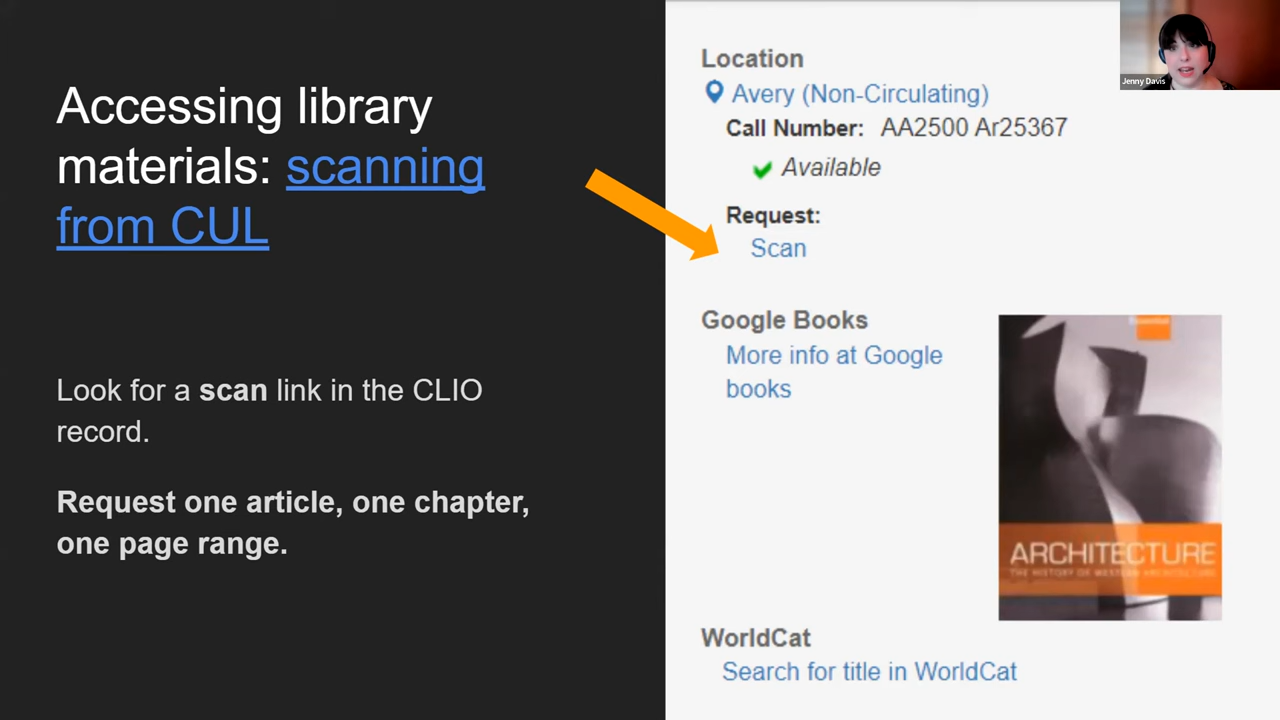 Accessing library
materials: scanning
from CUL
Look for a scan link in the CLIO
record.
Request one article, one chapter,
one page range.
Location
Avery (Non-Circulating)
Call Number: AA2500 Ar25367
Available
Request:
Scan
Google Books
More info at Google
books
ARCHITECTURE
THE HISTORY OF WESTERN ARCHITECTURE
WorldCat
Search for title in WorldCat
Jenny Davis